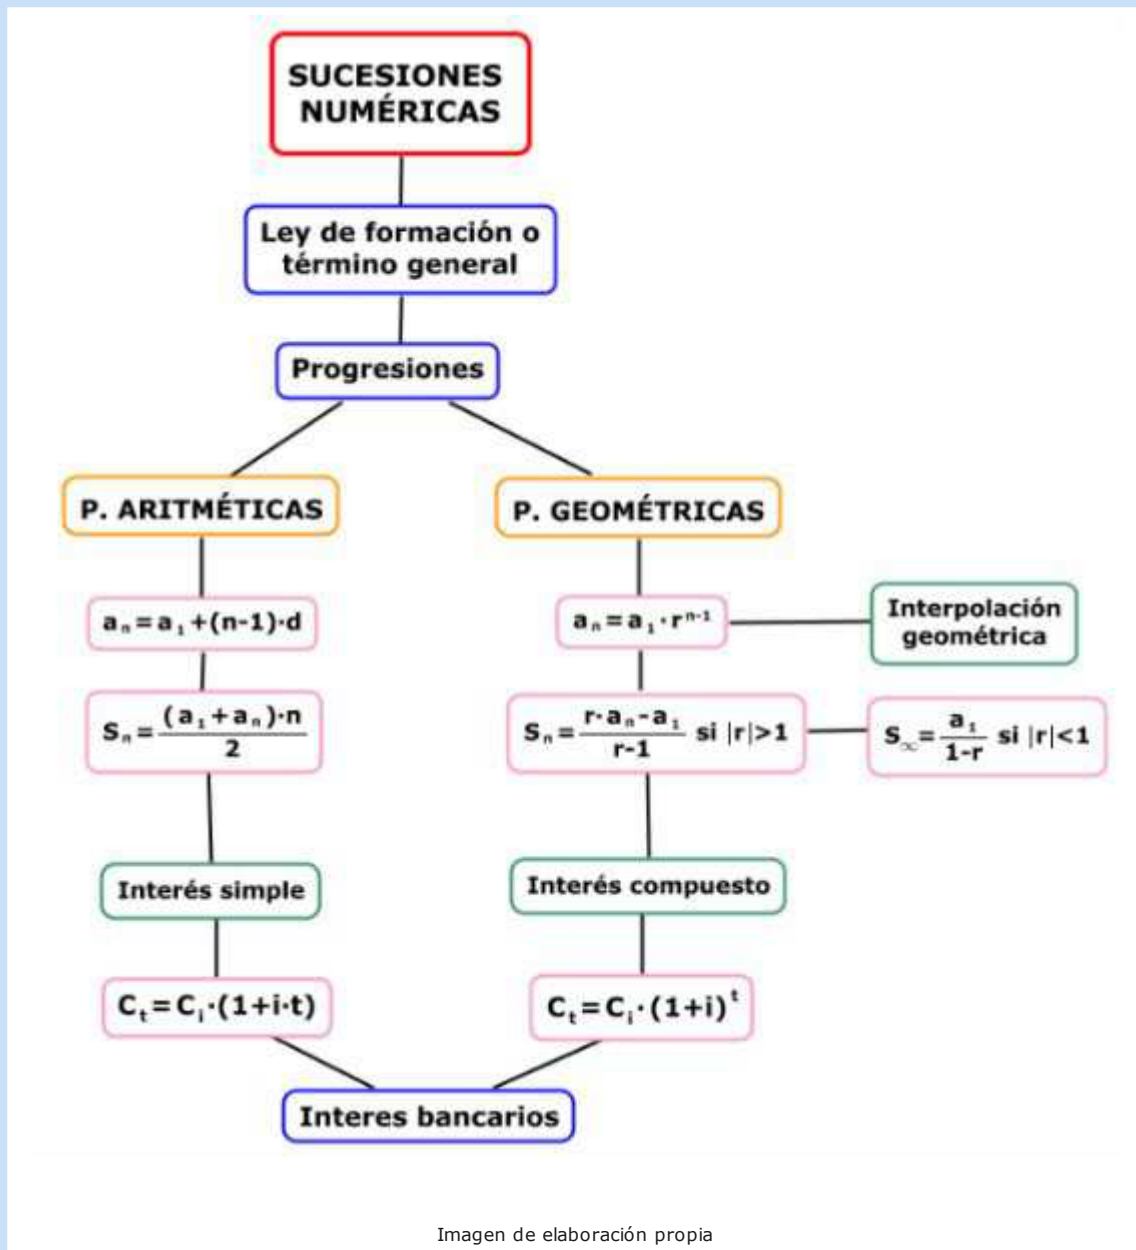 SUCESIONES
NUMÉRICAS
Ley de formación o
término general
Progresiones
P. ARITMÉTICAS
P. GEOMÉTRICAS
aₙ=a₁+(n-1)·d
aₙ=a₁·rⁿ⁻¹
Interpolación
geométrica
Sₙ=(a₁+aₙ)·n/2
Sₙ=r·aₙ-a₁/r-1 si |r|>1
S∞=a₁/1-r si |r|<1
Interés simple
Interés compuesto
Cₜ=Cᵢ·(1+i·t)
Cₜ=Cᵢ·(1+i)ᵗ
Interes bancarios
Imagen de elaboración propia